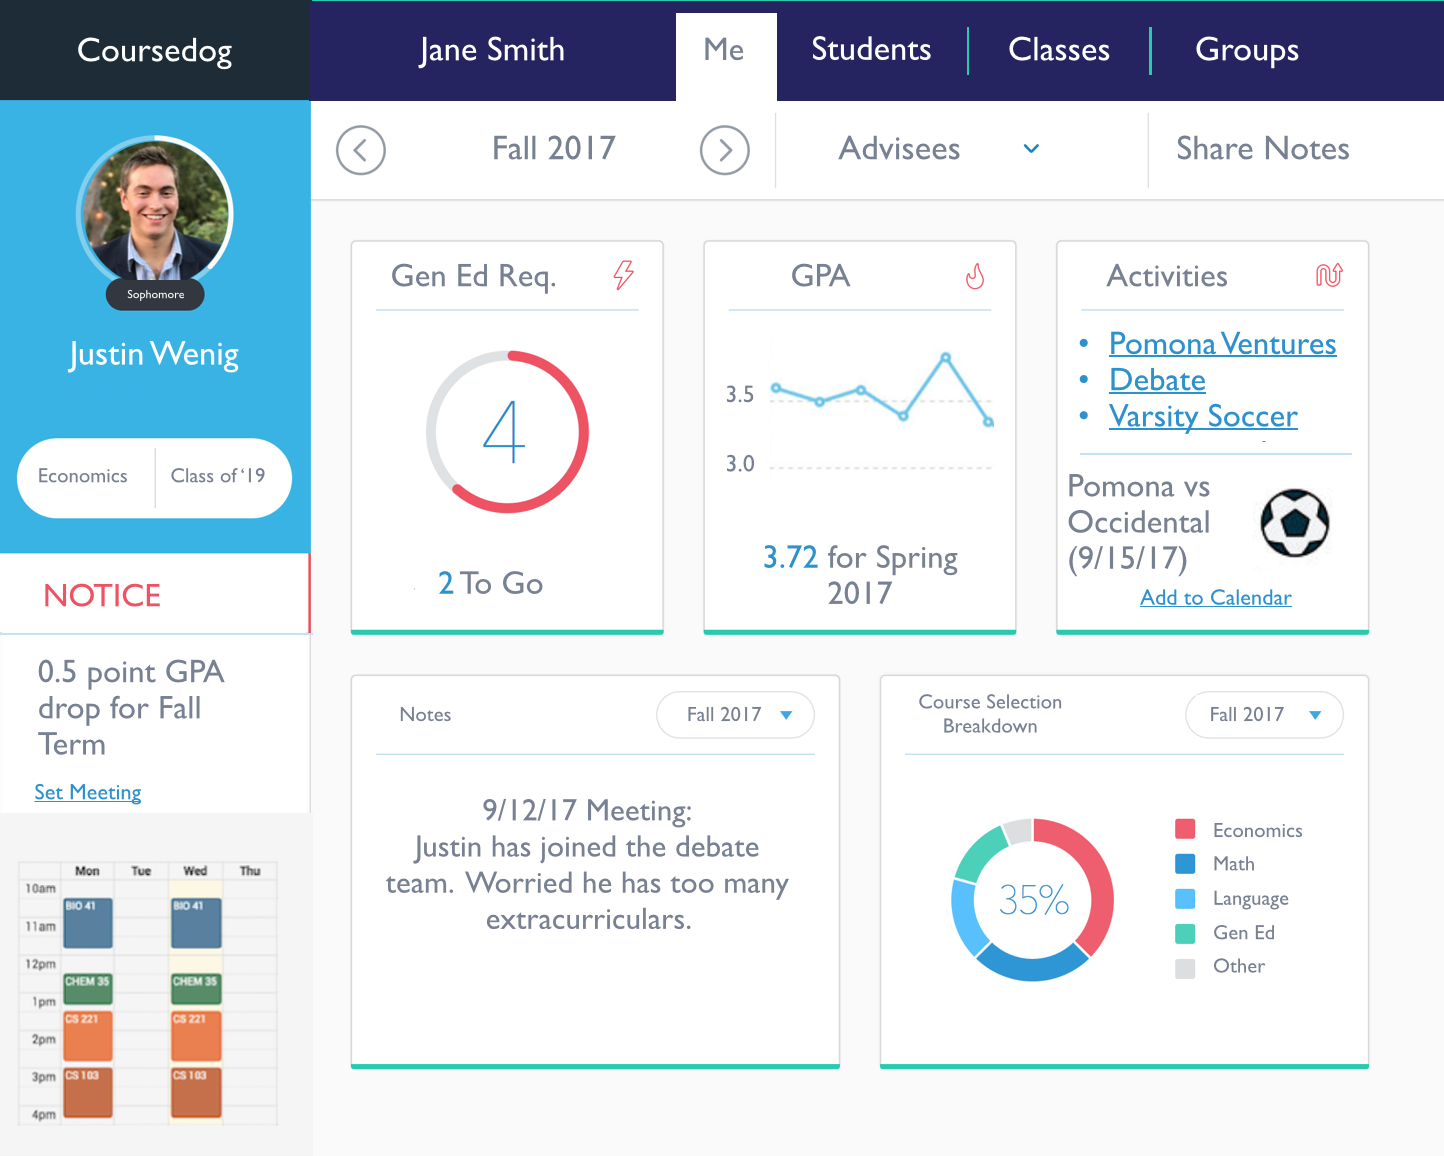 Coursedog
Jane Smith
Me
Students
Classes
Groups
Fall 2017
Advisees
Share Notes
Sophomore
Justin Wenig
Economics
Class of ‘19
NOTICE
0.5 point GPA
drop for Fall
Term
Set Meeting
Mon Tue Wed Thu
10am
BIO 41 BIO 41
11am
12pm
CHEM 35 CHEM 35
1pm
CS 221 CS 221
2pm
3pm
CS 103 CS 103
4pm
Gen Ed Req.
4
2 To Go
GPA
3.5
3.0
3.72 for Spring
2017
Activities
• Pomona Ventures
• Debate
• Varsity Soccer
Pomona vs
Occidental
(9/15/17)
Add to Calendar
Notes
Fall 2017
9/12/17 Meeting:
Justin has joined the debate
team. Worried he has too many
extracurriculars.
Course Selection
Breakdown
Fall 2017
35%
Economics
Math
Language
Gen Ed
Other